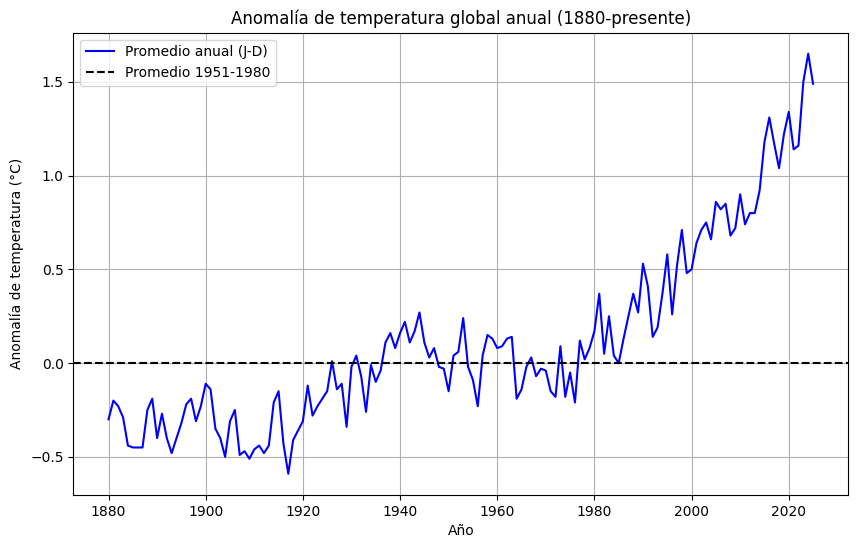 Anomalía de temperatura global anual (1880-presente)
Promedio anual (J-D)
Promedio 1951-1980
Anomalía de temperatura (°C)
1.5
1.0
0.5
0.0
−0.5
1880 1900 1920 1940 1960 1980 2000 2020
Año